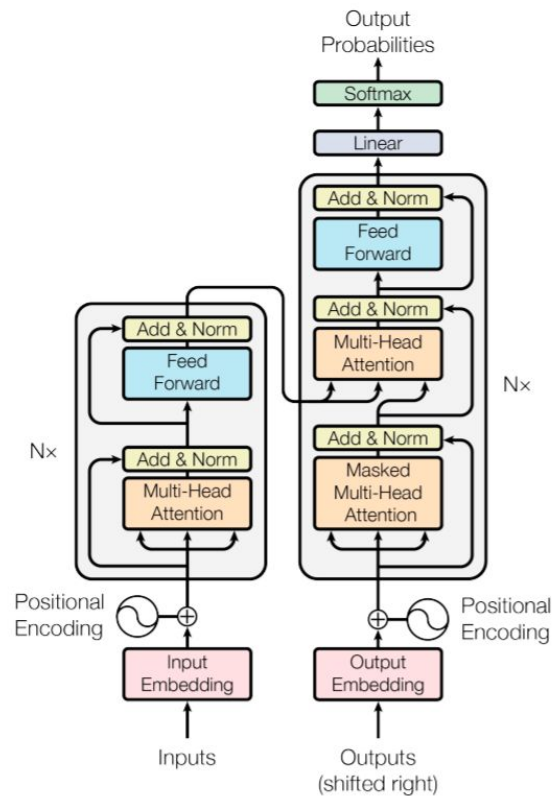 Output
Probabilities
Softmax
Linear
Add & Norm
Feed
Forward
Add & Norm
Multi-Head
Attention
Add & Norm
Masked
Multi-Head
Attention
N×
Add & Norm
Feed
Forward
Add & Norm
Multi-Head
Attention
N×
Positional
Encoding
Positional
Encoding
Input
Embedding
Output
Embedding
Inputs
Outputs
(shifted right)